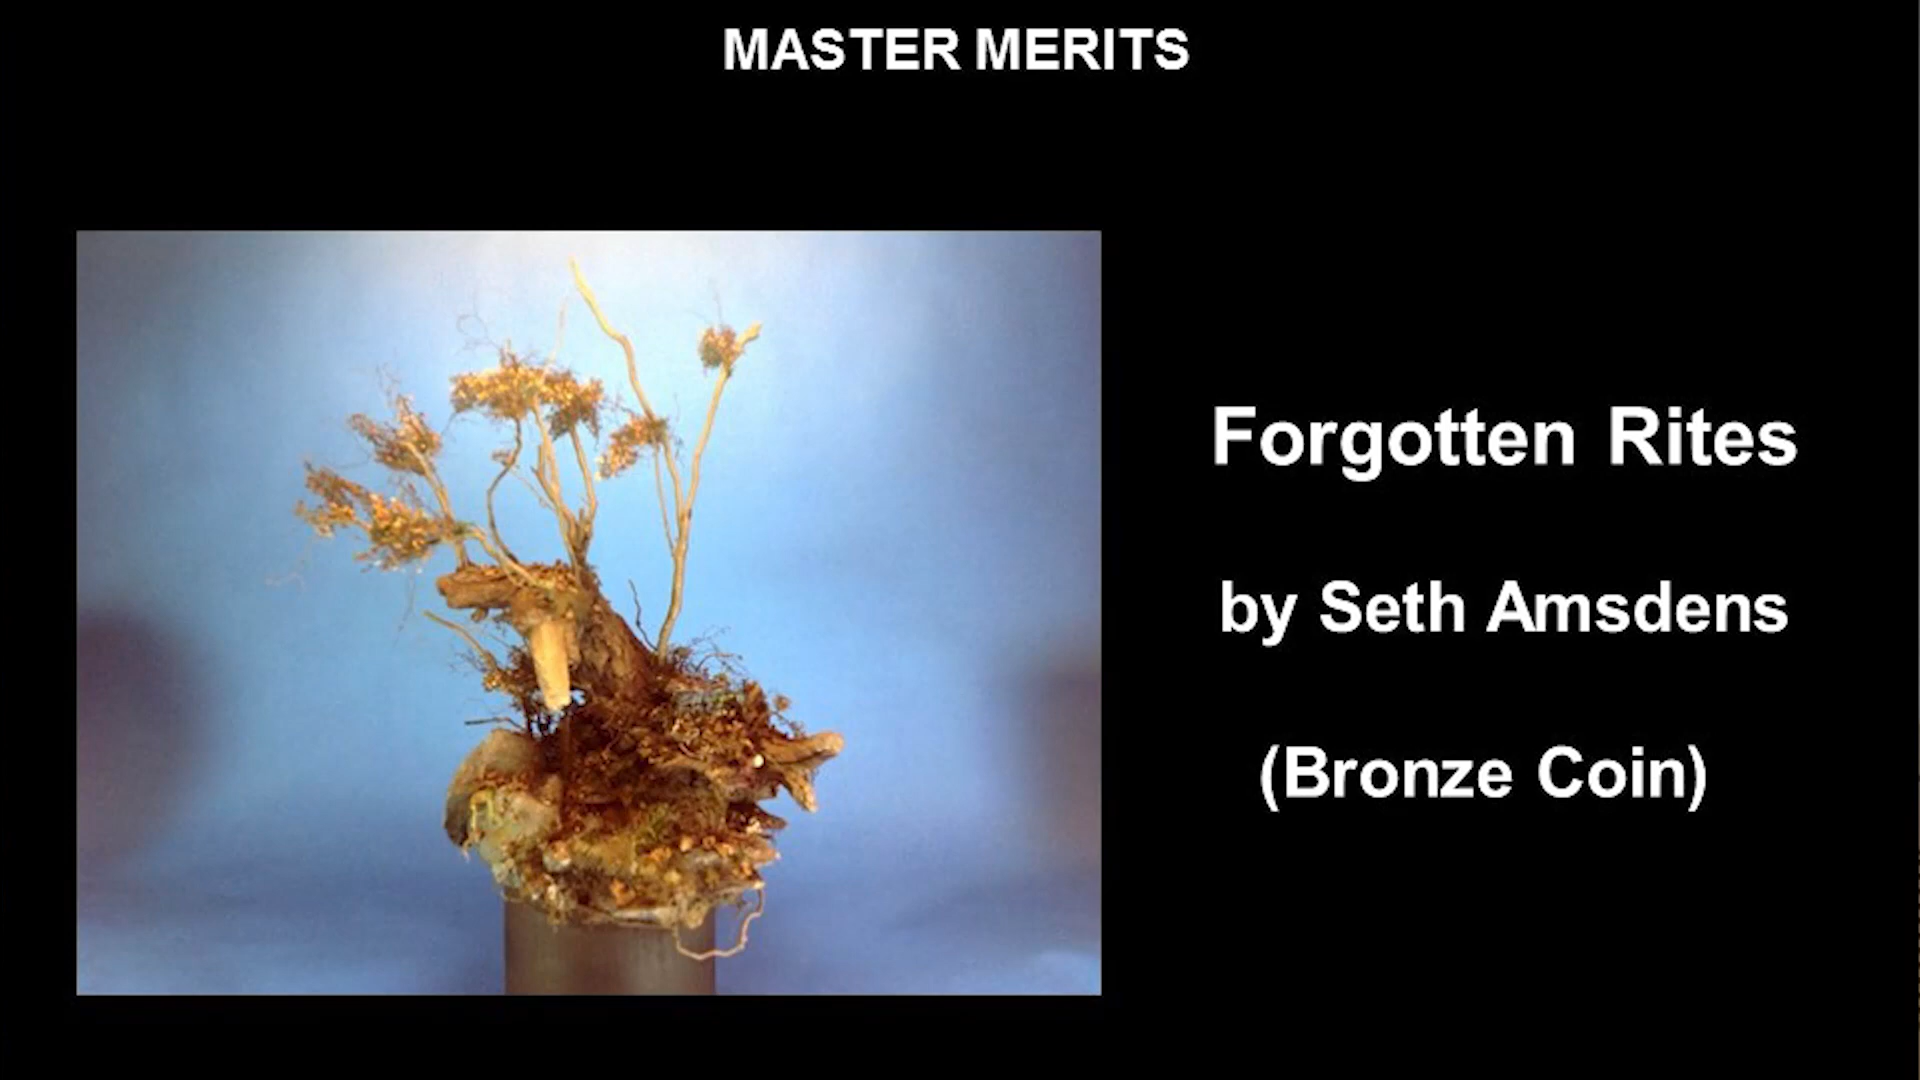 MASTER MERITS
Forgotten Rites
by Seth Amsdens
(Bronze Coin)